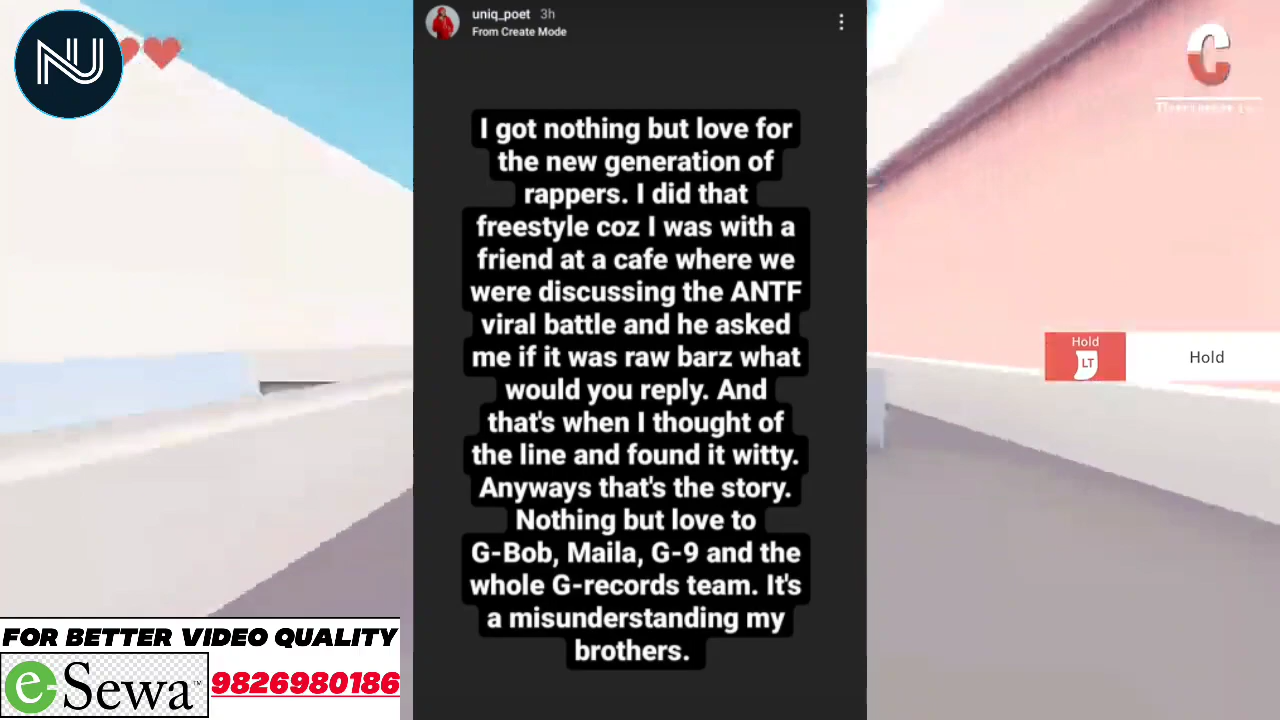 NU
uniq_poet 3h
From Create Mode
I got nothing but love for
the new generation of
rappers. I did that
freestyle coz I was with a
friend at a cafe where we
were discussing the ANTF
viral battle and he asked
me if it was raw barz what
would you reply. And
that's when I thought of
the line and found it witty.
Anyways that's the story.
Nothing but love to
G-Bob, Maila, G-9 and the
whole G-records team. It's
a misunderstanding my
brothers.
Hold
LT
Hold
FOR BETTER VIDEO QUALITY
e-Sewa™
9826980186